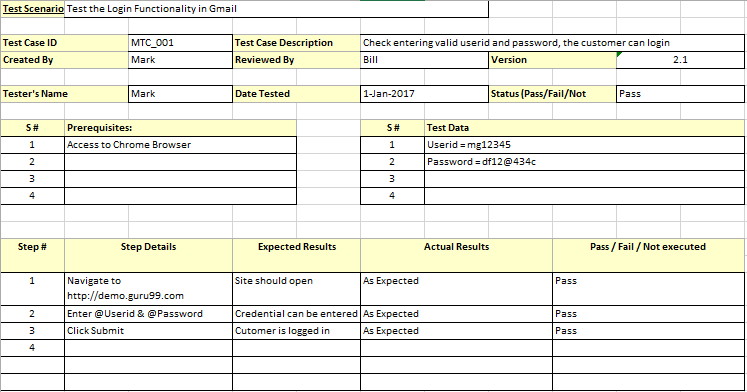 Test Scenario Test the Login Functionality in Gmail
Test Case ID MTC_001 Test Case Description Check entering valid userid and password, the customer can login
Created By Mark Reviewed By Bill Version 2.1
Tester's Name Mark Date Tested 1-Jan-2017 Status (Pass/Fail/Not Pass
S # Prerequisites: S # Test Data
1 Access to Chrome Browser 1 Userid = mg12345
2 2 Password = df12@434c
3 3
4 4
Step # Step Details Expected Results Actual Results Pass / Fail / Not executed
1 Navigate to Site should open As Expected Pass
http://demo.guru99.com
2 Enter @Userid & @Password Credential can be entered As Expected Pass
3 Click Submit Cutomer is logged in As Expected Pass
4